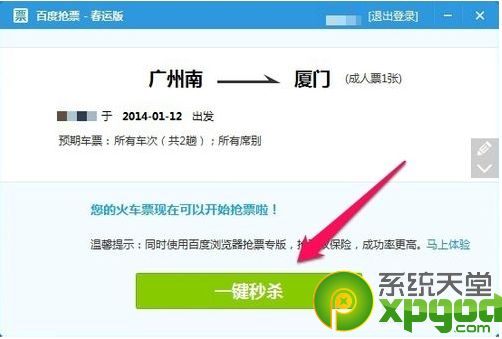 票 百度抢票 - 春运版 [退出登录]
广州南 厦门 (成人票1张)
于 2014-01-12 出发
预期车票：所有车次（共2趟）；所有席别
您的火车票现在可以开始抢票啦！
温馨提示：同时使用百度浏览器抢票专版，抢 保险，成功率更高。马上体验
一键秒杀
系统天堂
xpgod